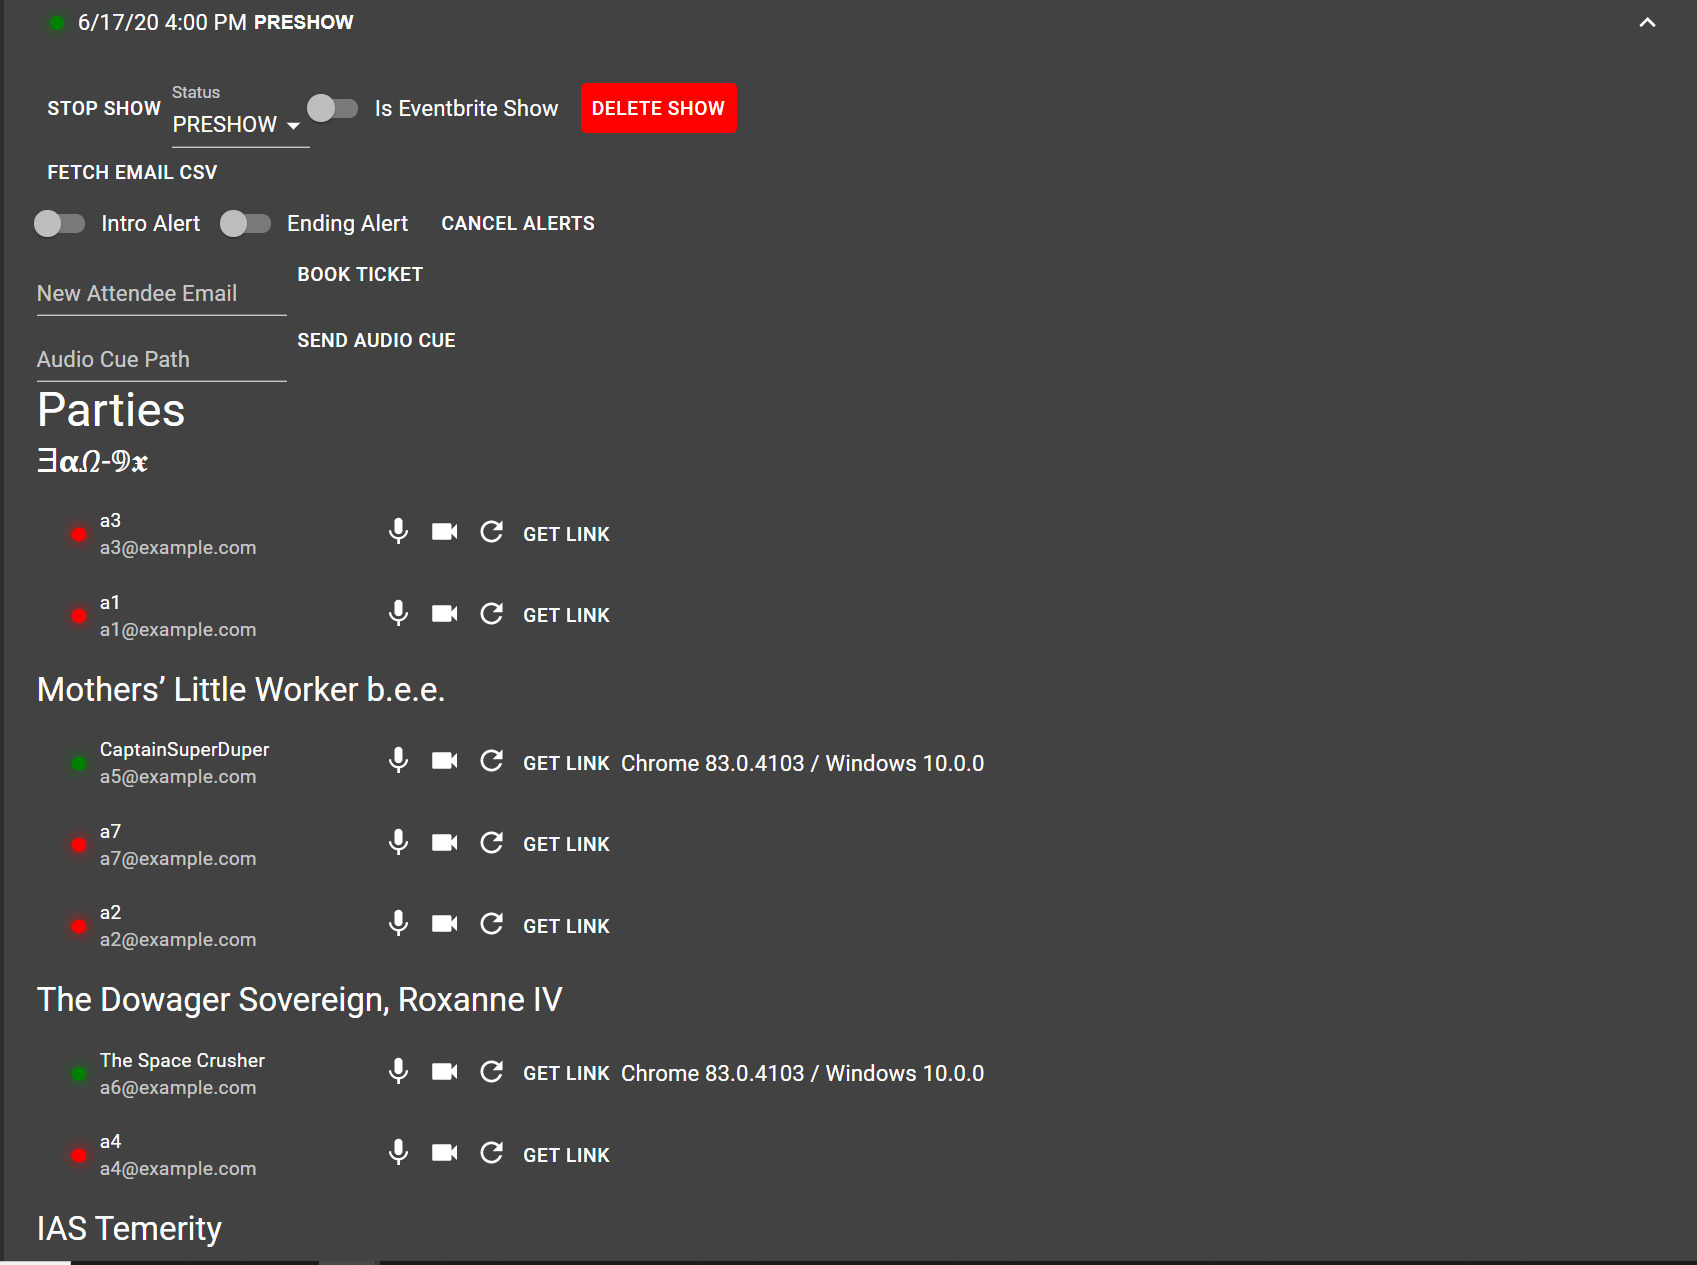 6/17/20 4:00 PM PRESHOW
Status
STOP SHOW PRESHOW Is Eventbrite Show DELETE SHOW
FETCH EMAIL CSV
Intro Alert Ending Alert CANCEL ALERTS
New Attendee Email BOOK TICKET
Audio Cue Path SEND AUDIO CUE
Parties
∃𝝰𝛺-𝕯𝖝
a3
a3@example.com GET LINK
a1
a1@example.com GET LINK
Mothers’ Little Worker b.e.e.
CaptainSuperDuper
a5@example.com GET LINK Chrome 83.0.4103 / Windows 10.0.0
a7
a7@example.com GET LINK
a2
a2@example.com GET LINK
The Dowager Sovereign, Roxanne IV
The Space Crusher
a6@example.com GET LINK Chrome 83.0.4103 / Windows 10.0.0
a4
a4@example.com GET LINK
IAS Temerity